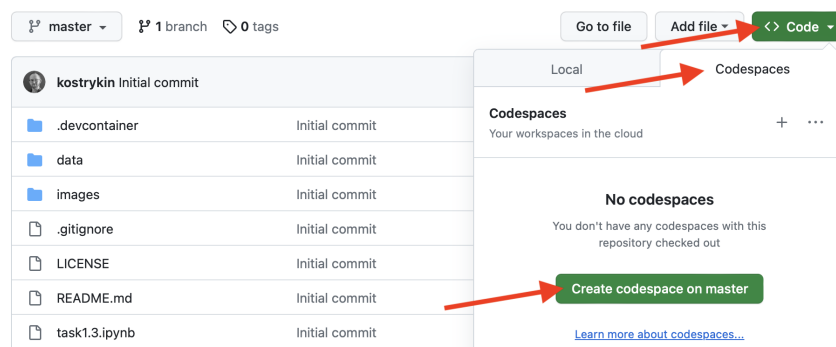 master
1 branch
0 tags
Go to file
Add file
<> Code
kostrykin Initial commit
.devcontainer Initial commit
data Initial commit
images Initial commit
.gitignore Initial commit
LICENSE Initial commit
README.md Initial commit
task1.3.ipynb Initial commit
Local
Codespaces
Codespaces
Your workspaces in the cloud
No codespaces
You don't have any codespaces with this
repository checked out
Create codespace on master
Learn more about codespaces...